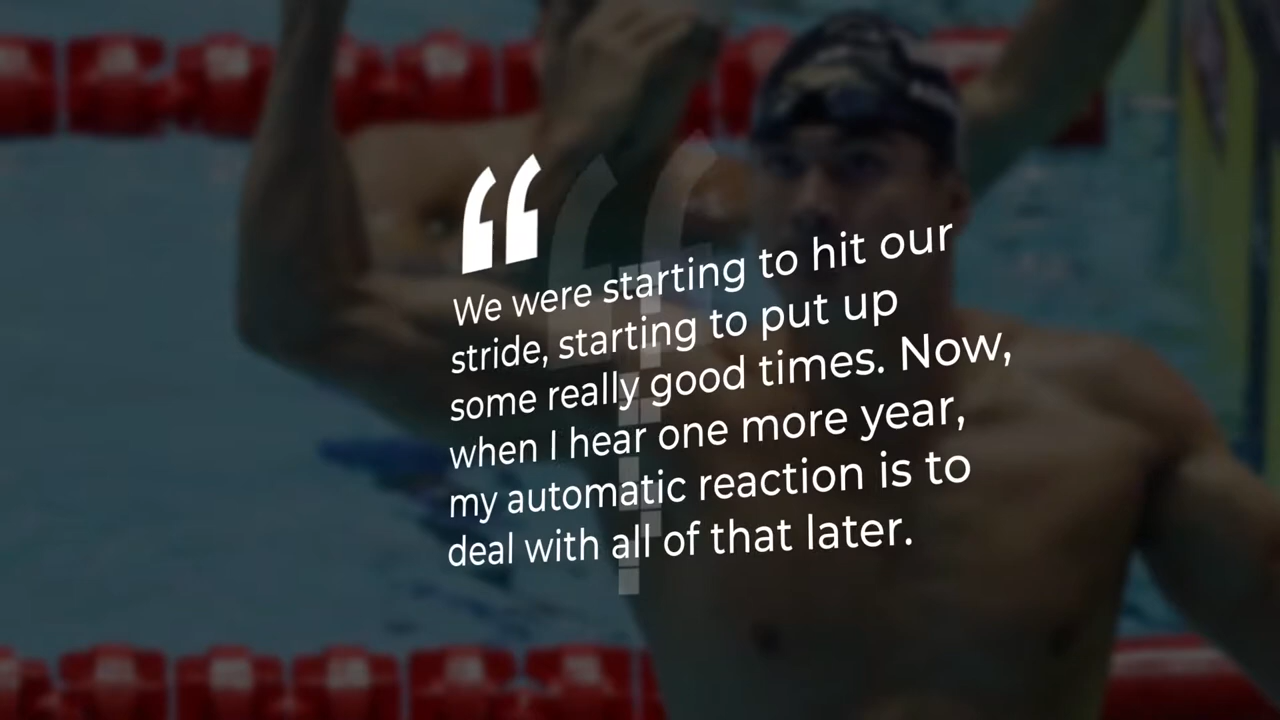 “
We were starting to hit our
stride, starting to put up
some really good times. Now,
when I hear one more year,
my automatic reaction is to
deal with all of that later.